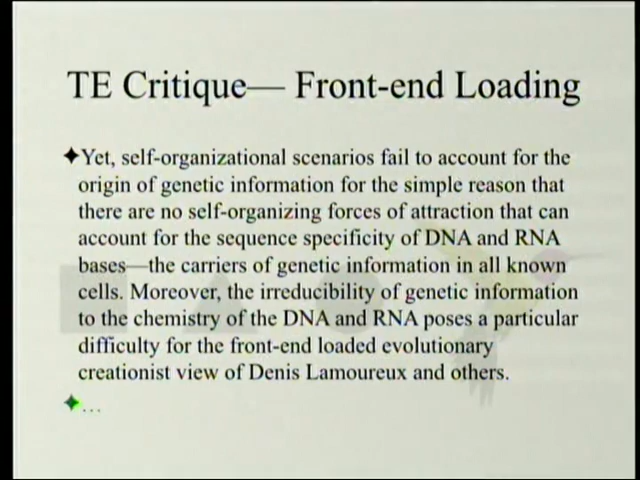 TE Critique— Front-end Loading
✦Yet, self-organizational scenarios fail to account for the
origin of genetic information for the simple reason that
there are no self-organizing forces of attraction that can
account for the sequence specificity of DNA and RNA
bases—the carriers of genetic information in all known
cells. Moreover, the irreducibility of genetic information
to the chemistry of the DNA and RNA poses a particular
difficulty for the front-end loaded evolutionary
creationist view of Denis Lamoureux and others.
✦…